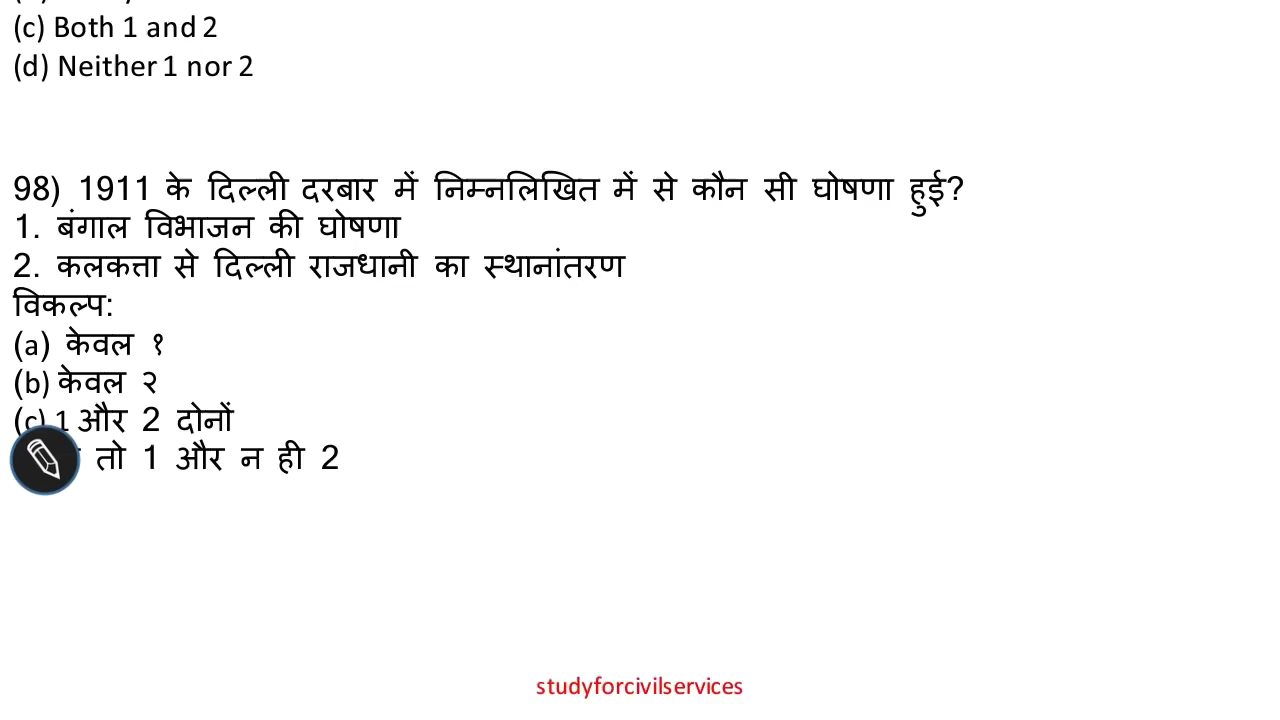 (c) Both 1 and 2
(d) Neither 1 nor 2
98) 1911 के दिल्ली दरबार में निम्नलिखित में से कौन सी घोषणा हुई?
1. बंगाल विभाजन की घोषणा
2. कलकत्ता से दिल्ली राजधानी का स्थानांतरण
विकल्प:
(a) केवल १
(b) केवल २
(c) 1 और 2 दोनों
तो 1 और न ही 2
studyforcivilservices